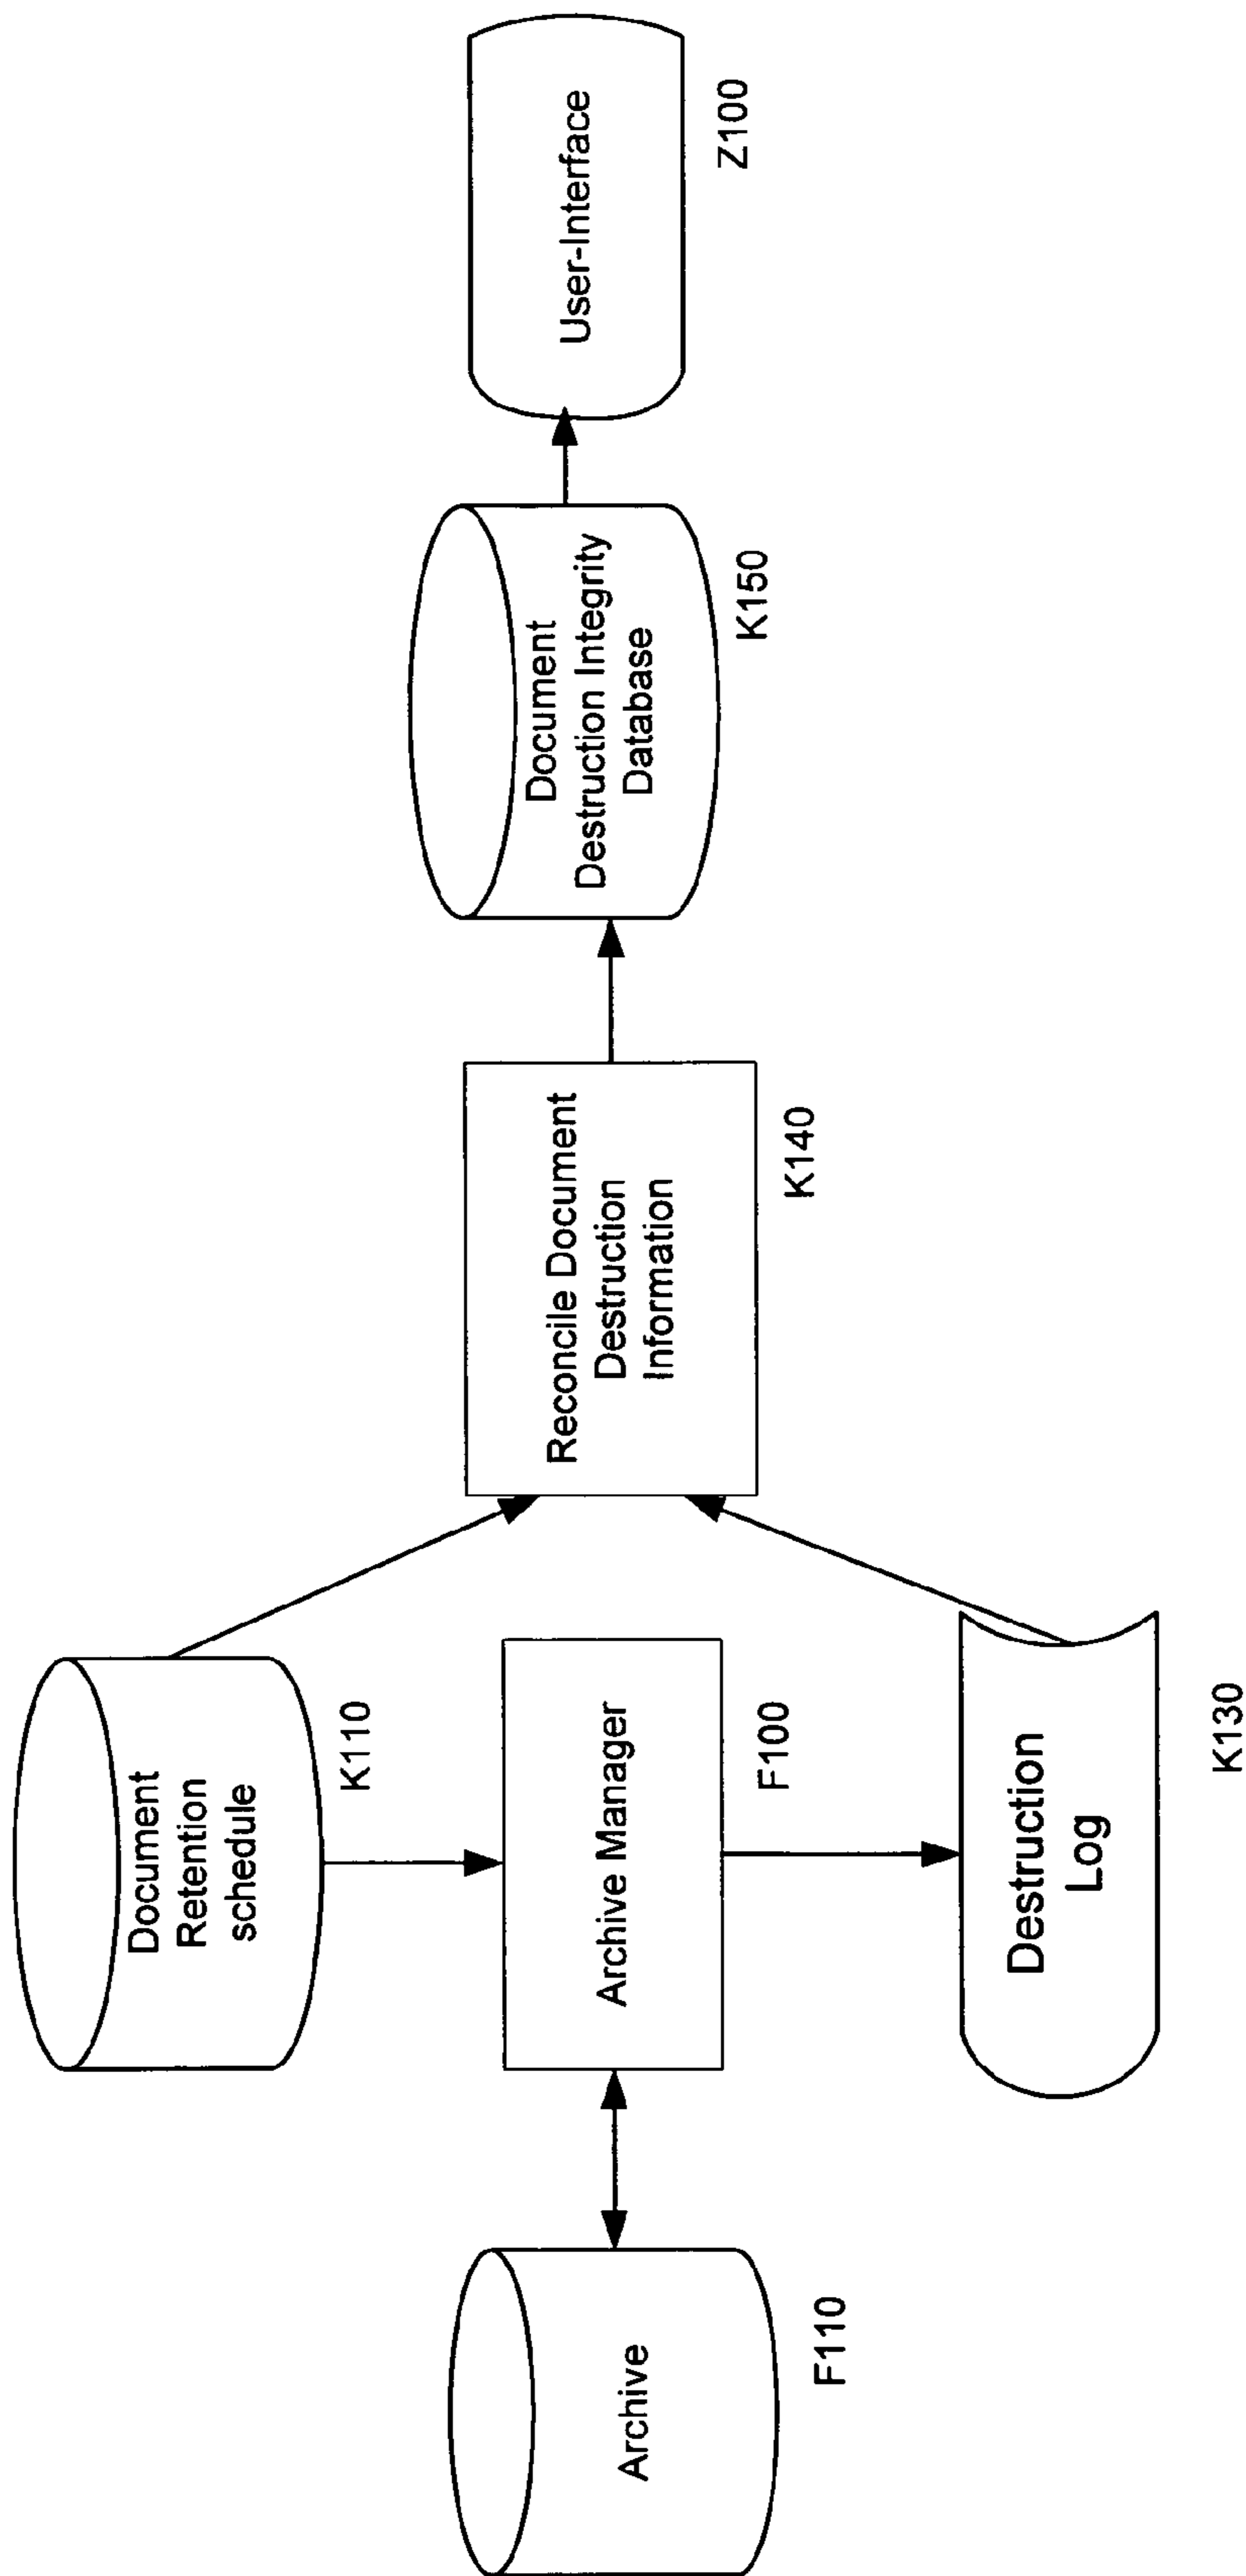 Document
Retention
schedule
K110
Archive
F110
Archive Manager
F100
Destruction
Log
K130
Reconcile Document
Destruction
Information
K140
Document
Destruction Integrity
Database
K150
User-Interface
Z100